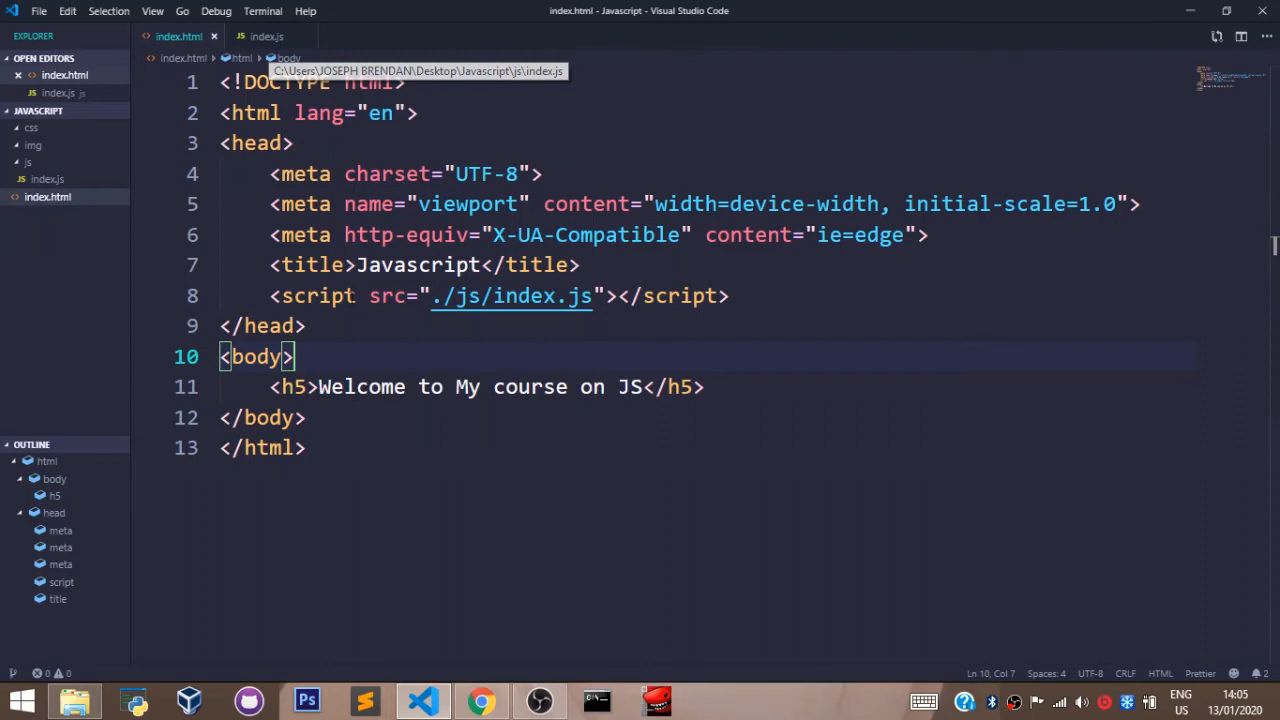 File Edit Selection View Go Debug Terminal Help
index.html - Javascript - Visual Studio Code
EXPLORER
OPEN EDITORS
index.html
index.js js
JAVASCRIPT
css
img
js
index.js
index.html
OUTLINE
html
body
h5
head
meta
meta
meta
script
title
index.html index.js
index.html html body
C:\Users\JOSEPH BRENDAN\Desktop\Javascript\js\index.js
1 <!DOCTYPE html>
2 <html lang="en">
3 <head>
4 <meta charset="UTF-8">
5 <meta name="viewport" content="width=device-width, initial-scale=1.0">
6 <meta http-equiv="X-UA-Compatible" content="ie=edge">
7 <title>Javascript</title>
8 <script src="./js/index.js"></script>
9 </head>
10 <body>
11 <h5>Welcome to My course on JS</h5>
12 </body>
13 </html>
0 0
Ln 10, Col 7 Spaces: 4 UTF-8 CRLF HTML Prettier 2
Ps
ENG
US
14:05
13/01/2020